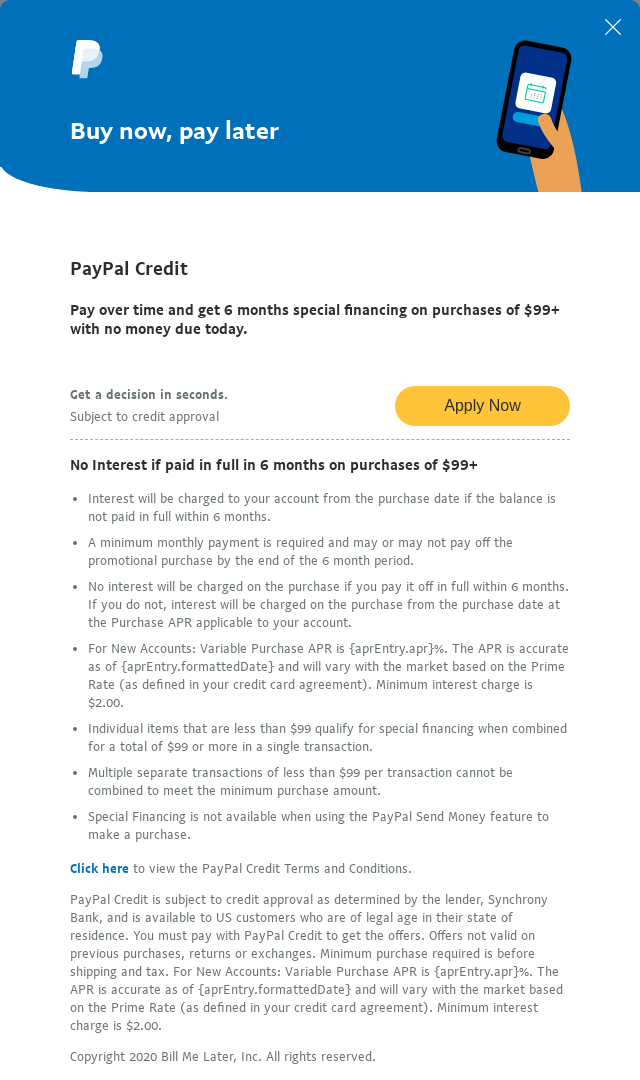 Buy now, pay later
PayPal Credit
Pay over time and get 6 months special financing on purchases of $99+
with no money due today.
Get a decision in seconds.
Subject to credit approval
Apply Now
No Interest if paid in full in 6 months on purchases of $99+
• Interest will be charged to your account from the purchase date if the balance is
not paid in full within 6 months.
• A minimum monthly payment is required and may or may not pay off the
promotional purchase by the end of the 6 month period.
• No interest will be charged on the purchase if you pay it off in full within 6 months.
If you do not, interest will be charged on the purchase from the purchase date at
the Purchase APR applicable to your account.
• For New Accounts: Variable Purchase APR is {aprEntry.apr}%. The APR is accurate
as of {aprEntry.formattedDate} and will vary with the market based on the Prime
Rate (as defined in your credit card agreement). Minimum interest charge is
$2.00.
• Individual items that are less than $99 qualify for special financing when combined
for a total of $99 or more in a single transaction.
• Multiple separate transactions of less than $99 per transaction cannot be
combined to meet the minimum purchase amount.
• Special Financing is not available when using the PayPal Send Money feature to
make a purchase.
Click here to view the PayPal Credit Terms and Conditions.
PayPal Credit is subject to credit approval as determined by the lender, Synchrony
Bank, and is available to US customers who are of legal age in their state of
residence. You must pay with PayPal Credit to get the offers. Offers not valid on
previous purchases, returns or exchanges. Minimum purchase required is before
shipping and tax. For New Accounts: Variable Purchase APR is {aprEntry.apr}%. The
APR is accurate as of {aprEntry.formattedDate} and will vary with the market based
on the Prime Rate (as defined in your credit card agreement). Minimum interest
charge is $2.00.
Copyright 2020 Bill Me Later, Inc. All rights reserved.